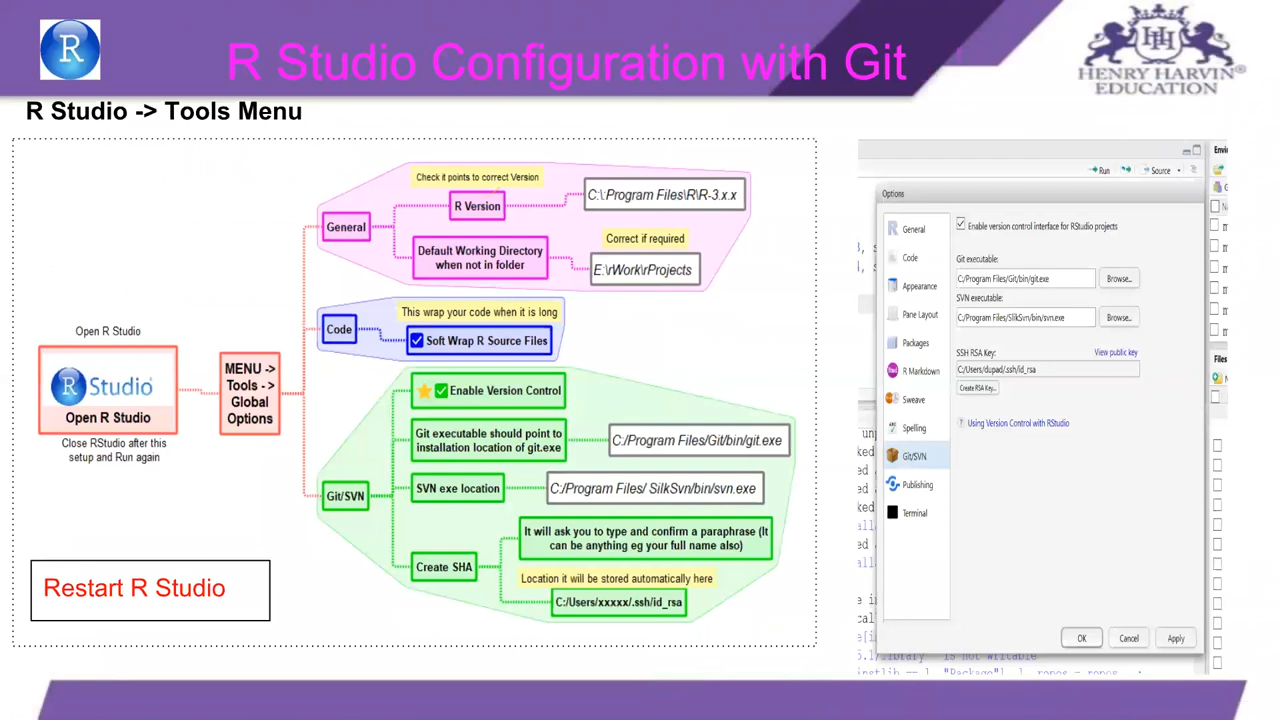 R
R Studio Configuration with Git
HENRY HARVIN®
EDUCATION
R Studio -> Tools Menu
Check it points to correct Version
R Version
C:\:Program Files\R\R-3.x.x
General
Default Working Directory
when not in folder
Correct if required
E:\rWork\rProjects
This wrap your code when it is long
Code
Soft Wrap R Source Files
Open R Studio
R Studio
Open R Studio
Close RStudio after this
setup and Run again
MENU ->
Tools - >
Global
Options
Enable Version Control
Git executable should point to
installation location of git.exe
C:/Program Files/Git/bin/git.exe
Git/SVN
SVN exe location
C:/Program Files/ SilkSvn/bin/svn.exe
It will ask you to type and confirm a paraphrase (It
can be anything eg your full name also)
Create SHA
Location it will be stored automatically here
C:/Users/xxxxx/.ssh/id_rsa
Restart R Studio
Run
Source
Envi
Options
General
Code
Appearance
Pane Layout
Packages
R Markdown
Sweave
Spelling
Git/SVN
Publishing
Terminal
Enable version control interface for RStudio projects
Git executable:
C:/Program Files/Git/bin/git.exe
Browse...
SVN executable:
C:/Program Files/SlikSvn/bin/svn.exe
Browse...
SSH RSA Key:
View public key
C:/Users/dupad/.ssh/id_rsa
Create RSA Key...
Using Version Control with RStudio
OK
Cancel
Apply
Files
is not writable